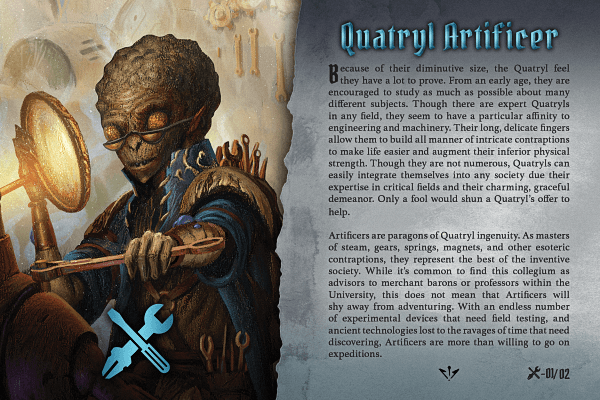 Quatryl Artificer
Because of their diminutive size, the Quatryl feel
they have a lot to prove. From an early age, they are
encouraged to study as much as possible about many
different subjects. Though there are expert Quatryls
in any field, they seem to have a particular affinity to
engineering and machinery. Their long, delicate fingers
allow them to build all manner of intricate contraptions
to make life easier and augment their inferior physical
strength. Though they are not numerous, Quatryls can
easily integrate themselves into any society due their
expertise in critical fields and their charming, graceful
demeanor. Only a fool would shun a Quatryl's offer to
help.
Artificers are paragons of Quatryl ingenuity. As masters
of steam, gears, springs, magnets, and other esoteric
contraptions, they represent the best of the inventive
society. While it's common to find this collegium as
advisors to merchant barons or professors within the
University, this does not mean that Artificers will
shy away from adventuring. With an endless number
of experimental devices that need field testing, and
ancient technologies lost to the ravages of time that need
discovering, Artificers are more than willing to go on
expeditions.
-01/02